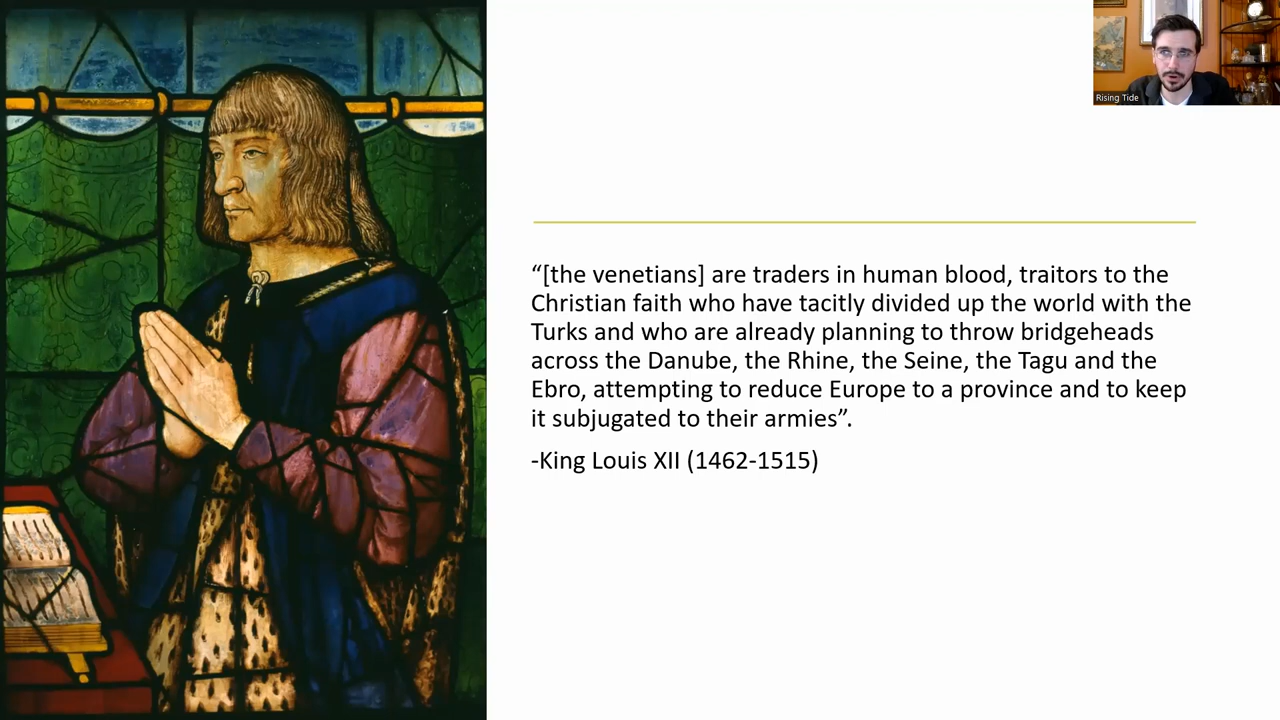 Rising Tide
“[the venetians] are traders in human blood, traitors to the
Christian faith who have tacitly divided up the world with the
Turks and who are already planning to throw bridgeheads
across the Danube, the Rhine, the Seine, the Tagu and the
Ebro, attempting to reduce Europe to a province and to keep
it subjugated to their armies”.
-King Louis XII (1462-1515)